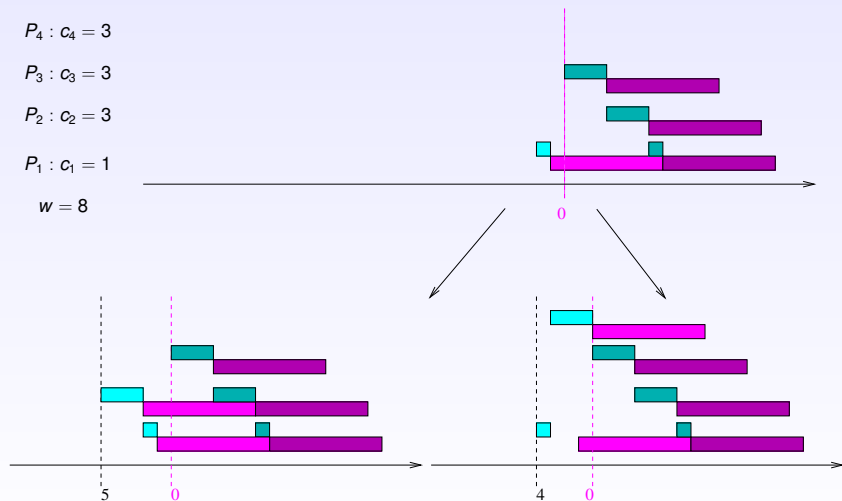 P₄ : c₄ = 3
P₃ : c₃ = 3
P₂ : c₂ = 3
P₁ : c₁ = 1
w = 8
0
5 0
4 0